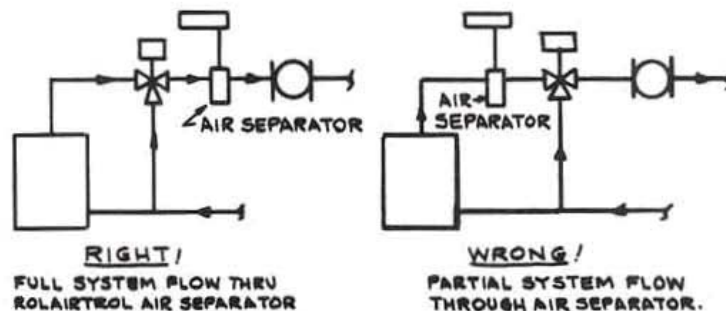 AIR SEPARATOR
RIGHT!
FULL SYSTEM FLOW THRU
ROLAIRTROL AIR SEPARATOR
AIR
SEPARATOR
WRONG!
PARTIAL SYSTEM FLOW
THROUGH AIR SEPARATOR.